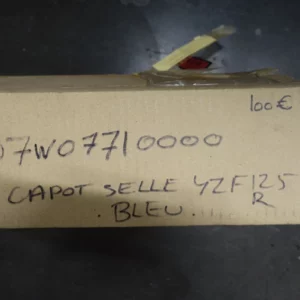 100€
07W07710000
CAPOT SELLE YZF125
R
. BLEU.